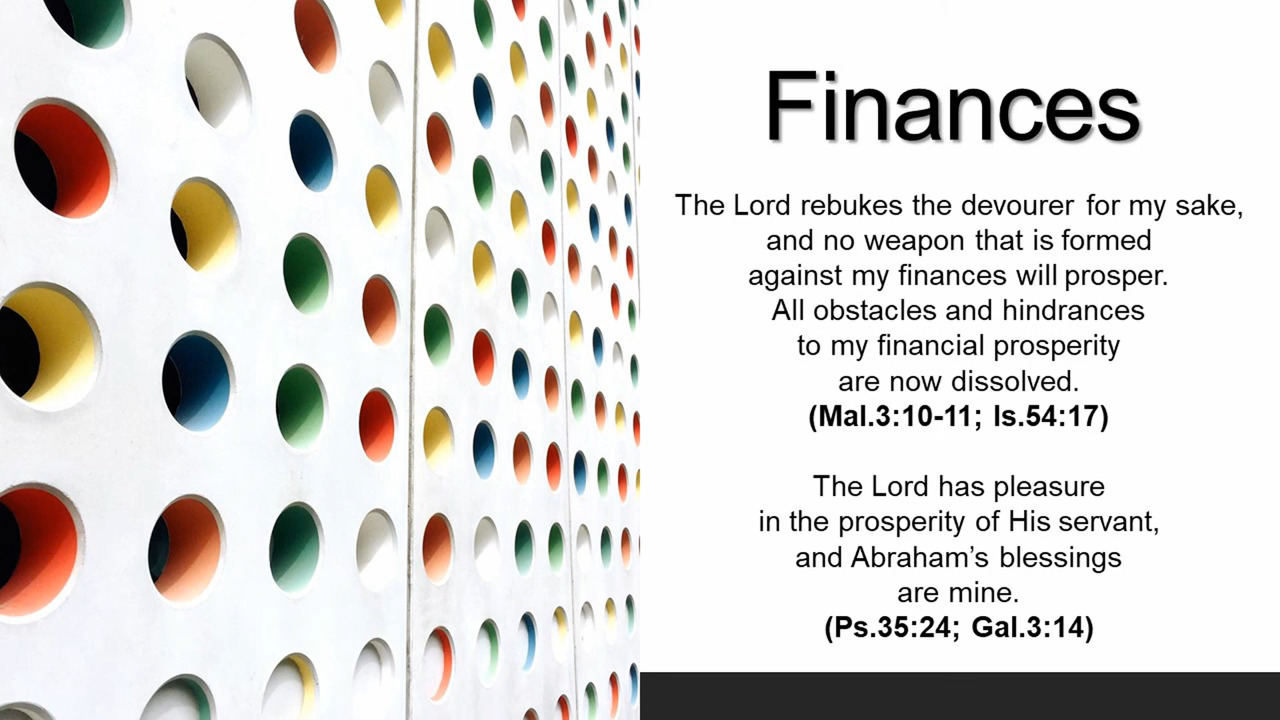 Finances
The Lord rebukes the devourer for my sake,
and no weapon that is formed
against my finances will prosper.
All obstacles and hindrances
to my financial prosperity
are now dissolved.
(Mal.3:10-11; Is.54:17)
The Lord has pleasure
in the prosperity of His servant,
and Abraham’s blessings
are mine.
(Ps.35:24; Gal.3:14)